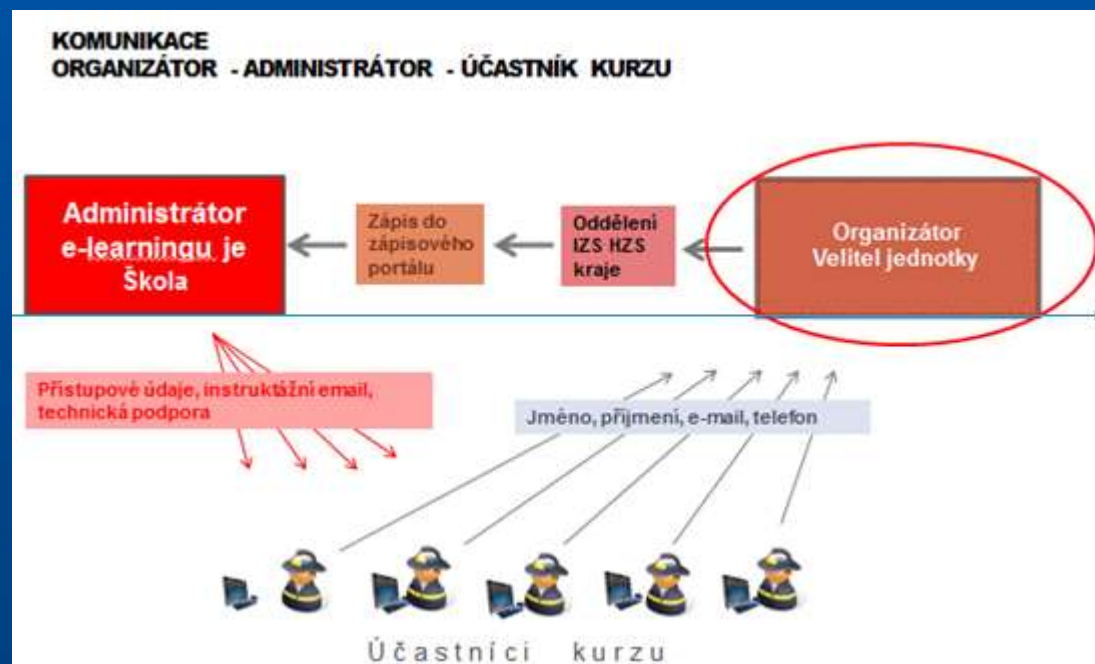 KOMUNIKACE
ORGANIZÁTOR - ADMINISTRÁTOR - ÚČASTNÍK KURZU
Administrátor
e-learningu je
Škola
Zápis do
zápisového
portálu
Oddělení
IZS HZS
kraje
Organizátor
Velitel jednotky
Přístupové údaje, instruktážní email,
technická podpora
Jméno, příjmení, e-mail, telefon
Účastníci kurzu